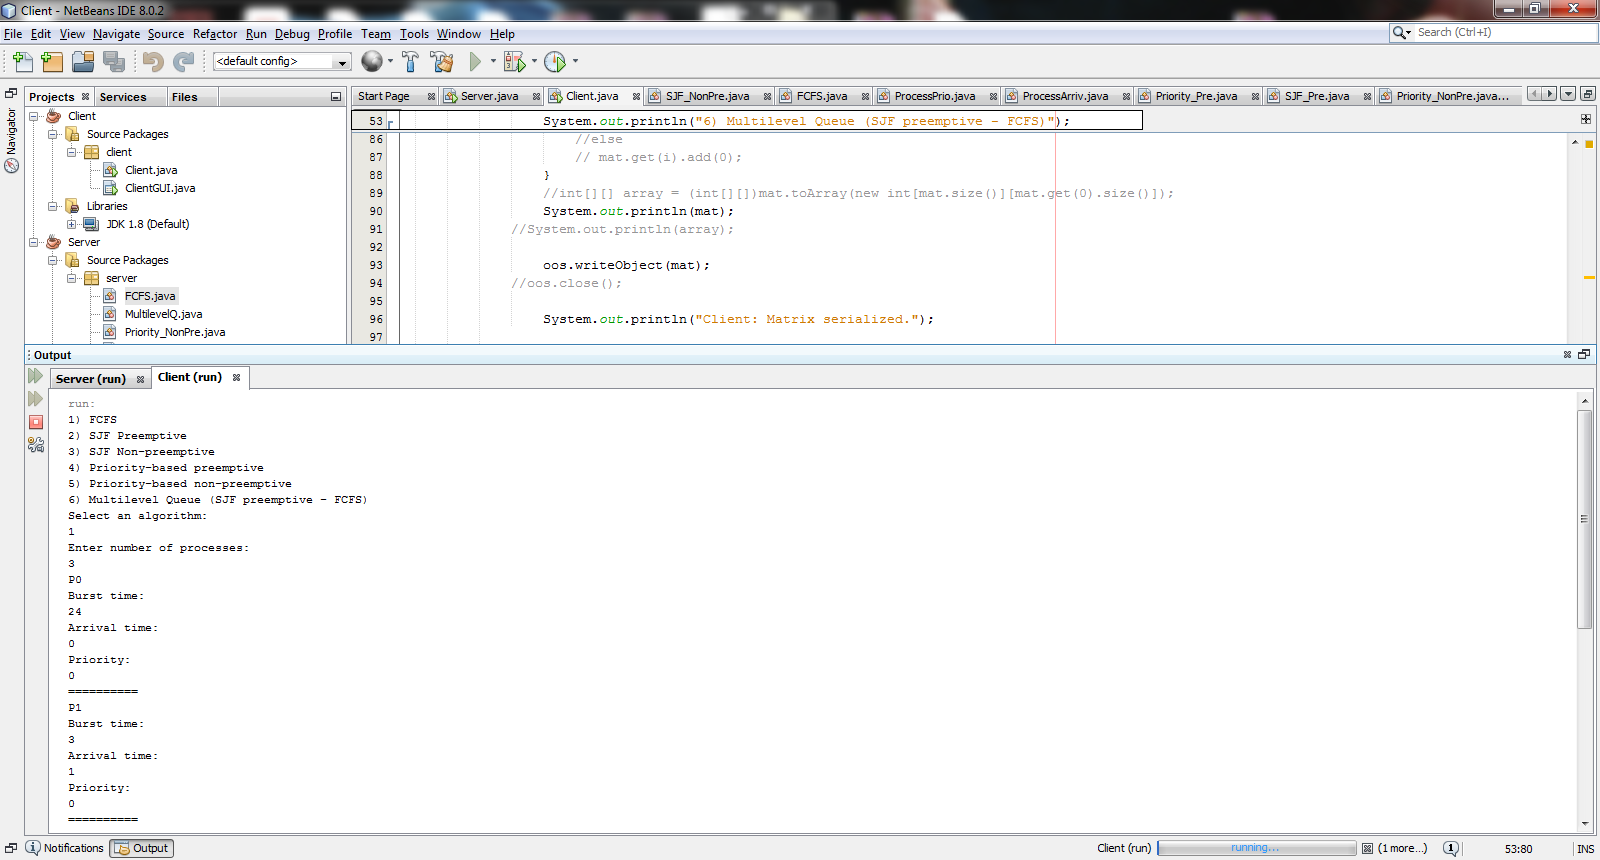 Client - NetBeans IDE 8.0.2
File Edit View Navigate Source Refactor Run Debug Profile Team Tools Window Help
Search (Ctrl+I)
<default config>
Projects Services Files
Start Page Server.java Client.java SJF_NonPre.java FCFS.java ProcessPrio.java ProcessArriv.java Priority_Pre.java SJF_Pre.java Priority_NonPre.java...
Navigator
Client
Source Packages
client
Client.java
ClientGUI.java
Libraries
JDK 1.8 (Default)
Server
Source Packages
server
FCFS.java
MultilevelQ.java
Priority_NonPre.java
53 System.out.println("6) Multilevel Queue (SJF preemptive - FCFS)");
86 //else
87 // mat.get(i).add(0);
88 }
89 //int[][] array = (int[][])mat.toArray(new int[mat.size()][mat.get(0).size()]);
90 System.out.println(mat);
91 //System.out.println(array);
92
93 oos.writeObject(mat);
94 //oos.close();
95
96 System.out.println("Client: Matrix serialized.");
97
Output
Server (run) Client (run)
run:
1) FCFS
2) SJF Preemptive
3) SJF Non-preemptive
4) Priority-based preemptive
5) Priority-based non-preemptive
6) Multilevel Queue (SJF preemptive - FCFS)
Select an algorithm:
1
Enter number of processes:
3
P0
Burst time:
24
Arrival time:
0
Priority:
0
==========
P1
Burst time:
3
Arrival time:
1
Priority:
0
==========
Notifications Output
Client (run) running... (1 more...) 1 53:80 INS